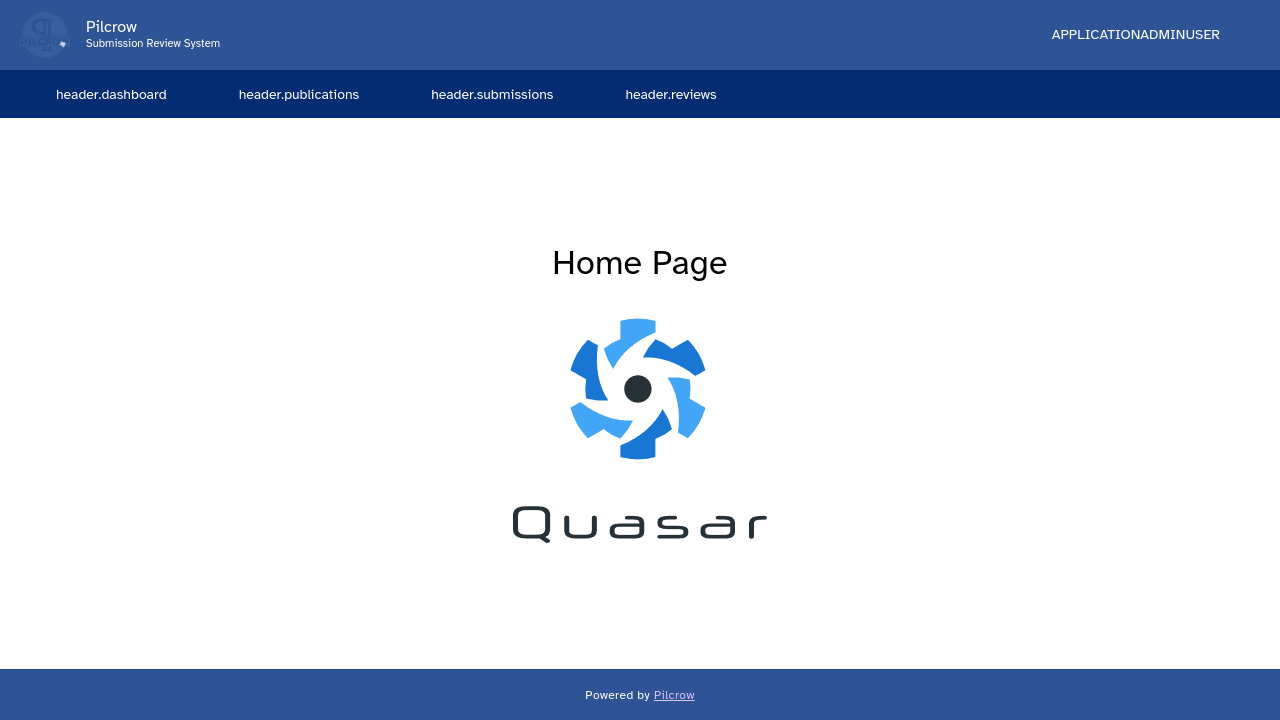 Pilcrow
Submission Review System
APPLICATIONADMINUSER
header.dashboard
header.publications
header.submissions
header.reviews
Home Page
Quasar
Powered by Pilcrow